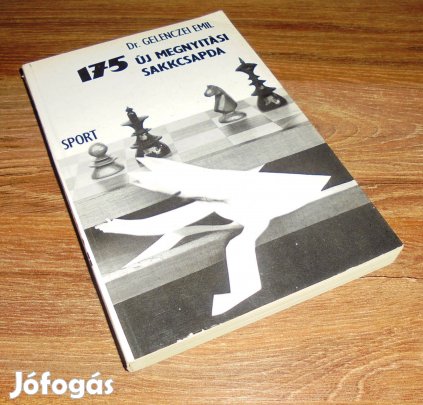 Dr. GELENCZEI EMIL
175 ÚJ MEGNYITÁSI
SAKKCSAPDA
SPORT
Jófogás